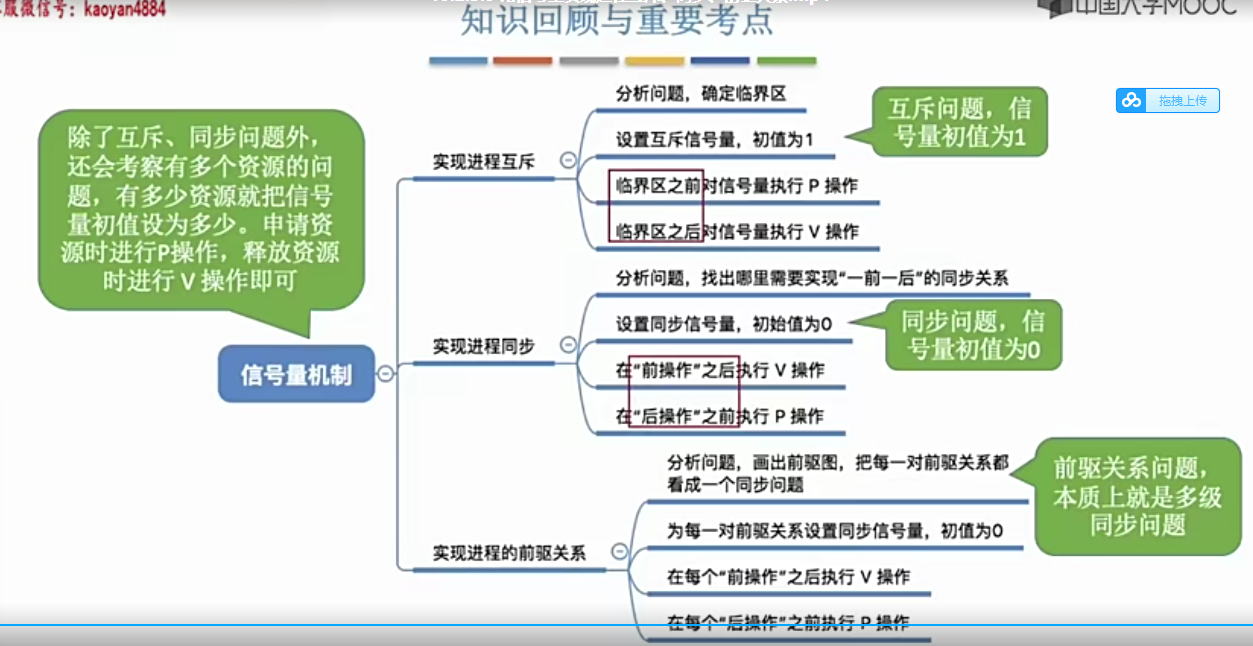 服微信号：kaoyan4884
知识回顾与重要考点
中国大学MOOC
拖拽上传
除了互斥、同步问题外，
还会考察有多个资源的问
题，有多少资源就把信号
量初值设为多少。申请资
源时进行P操作，释放资源
时进行 V 操作即可
信号量机制
实现进程互斥
分析问题，确定临界区
设置互斥信号量，初值为1
互斥问题，信
号量初值为1
临界区之前对信号量执行 P 操作
临界区之后对信号量执行 V 操作
实现进程同步
分析问题，找出哪里需要实现“一前一后”的同步关系
设置同步信号量，初始值为0
同步问题，信
号量初值为0
在“前操作”之后执行 V 操作
在“后操作”之前执行 P 操作
实现进程的前驱关系
分析问题，画出前驱图，把每一对前驱关系都
看成一个同步问题
前驱关系问题，
本质上就是多级
同步问题
为每一对前驱关系设置同步信号量，初值为0
在每个“前操作”之后执行 V 操作
在每个“后操作”之前执行 P 操作